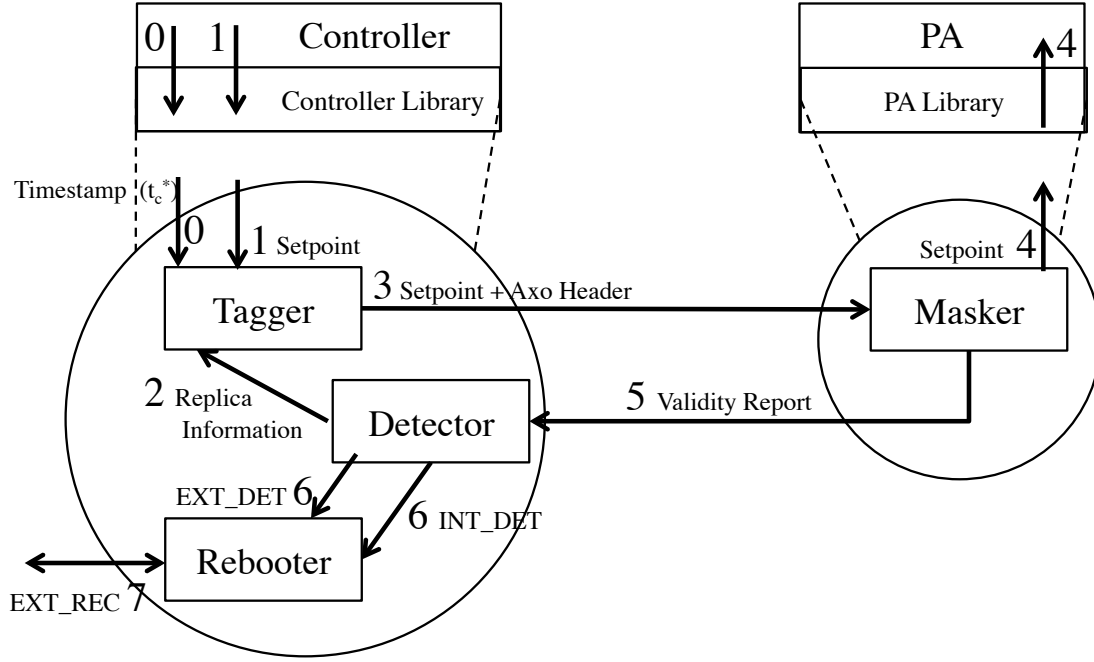 0 1 Controller
Controller Library
PA 4
PA Library
Timestamp (t_c^*)
0
1 Setpoint
Setpoint 4
Tagger
3 Setpoint + Axo Header
Masker
2 Replica
Information
Detector
5 Validity Report
EXT_DET 6
6 INT_DET
Rebooter
EXT_REC 7